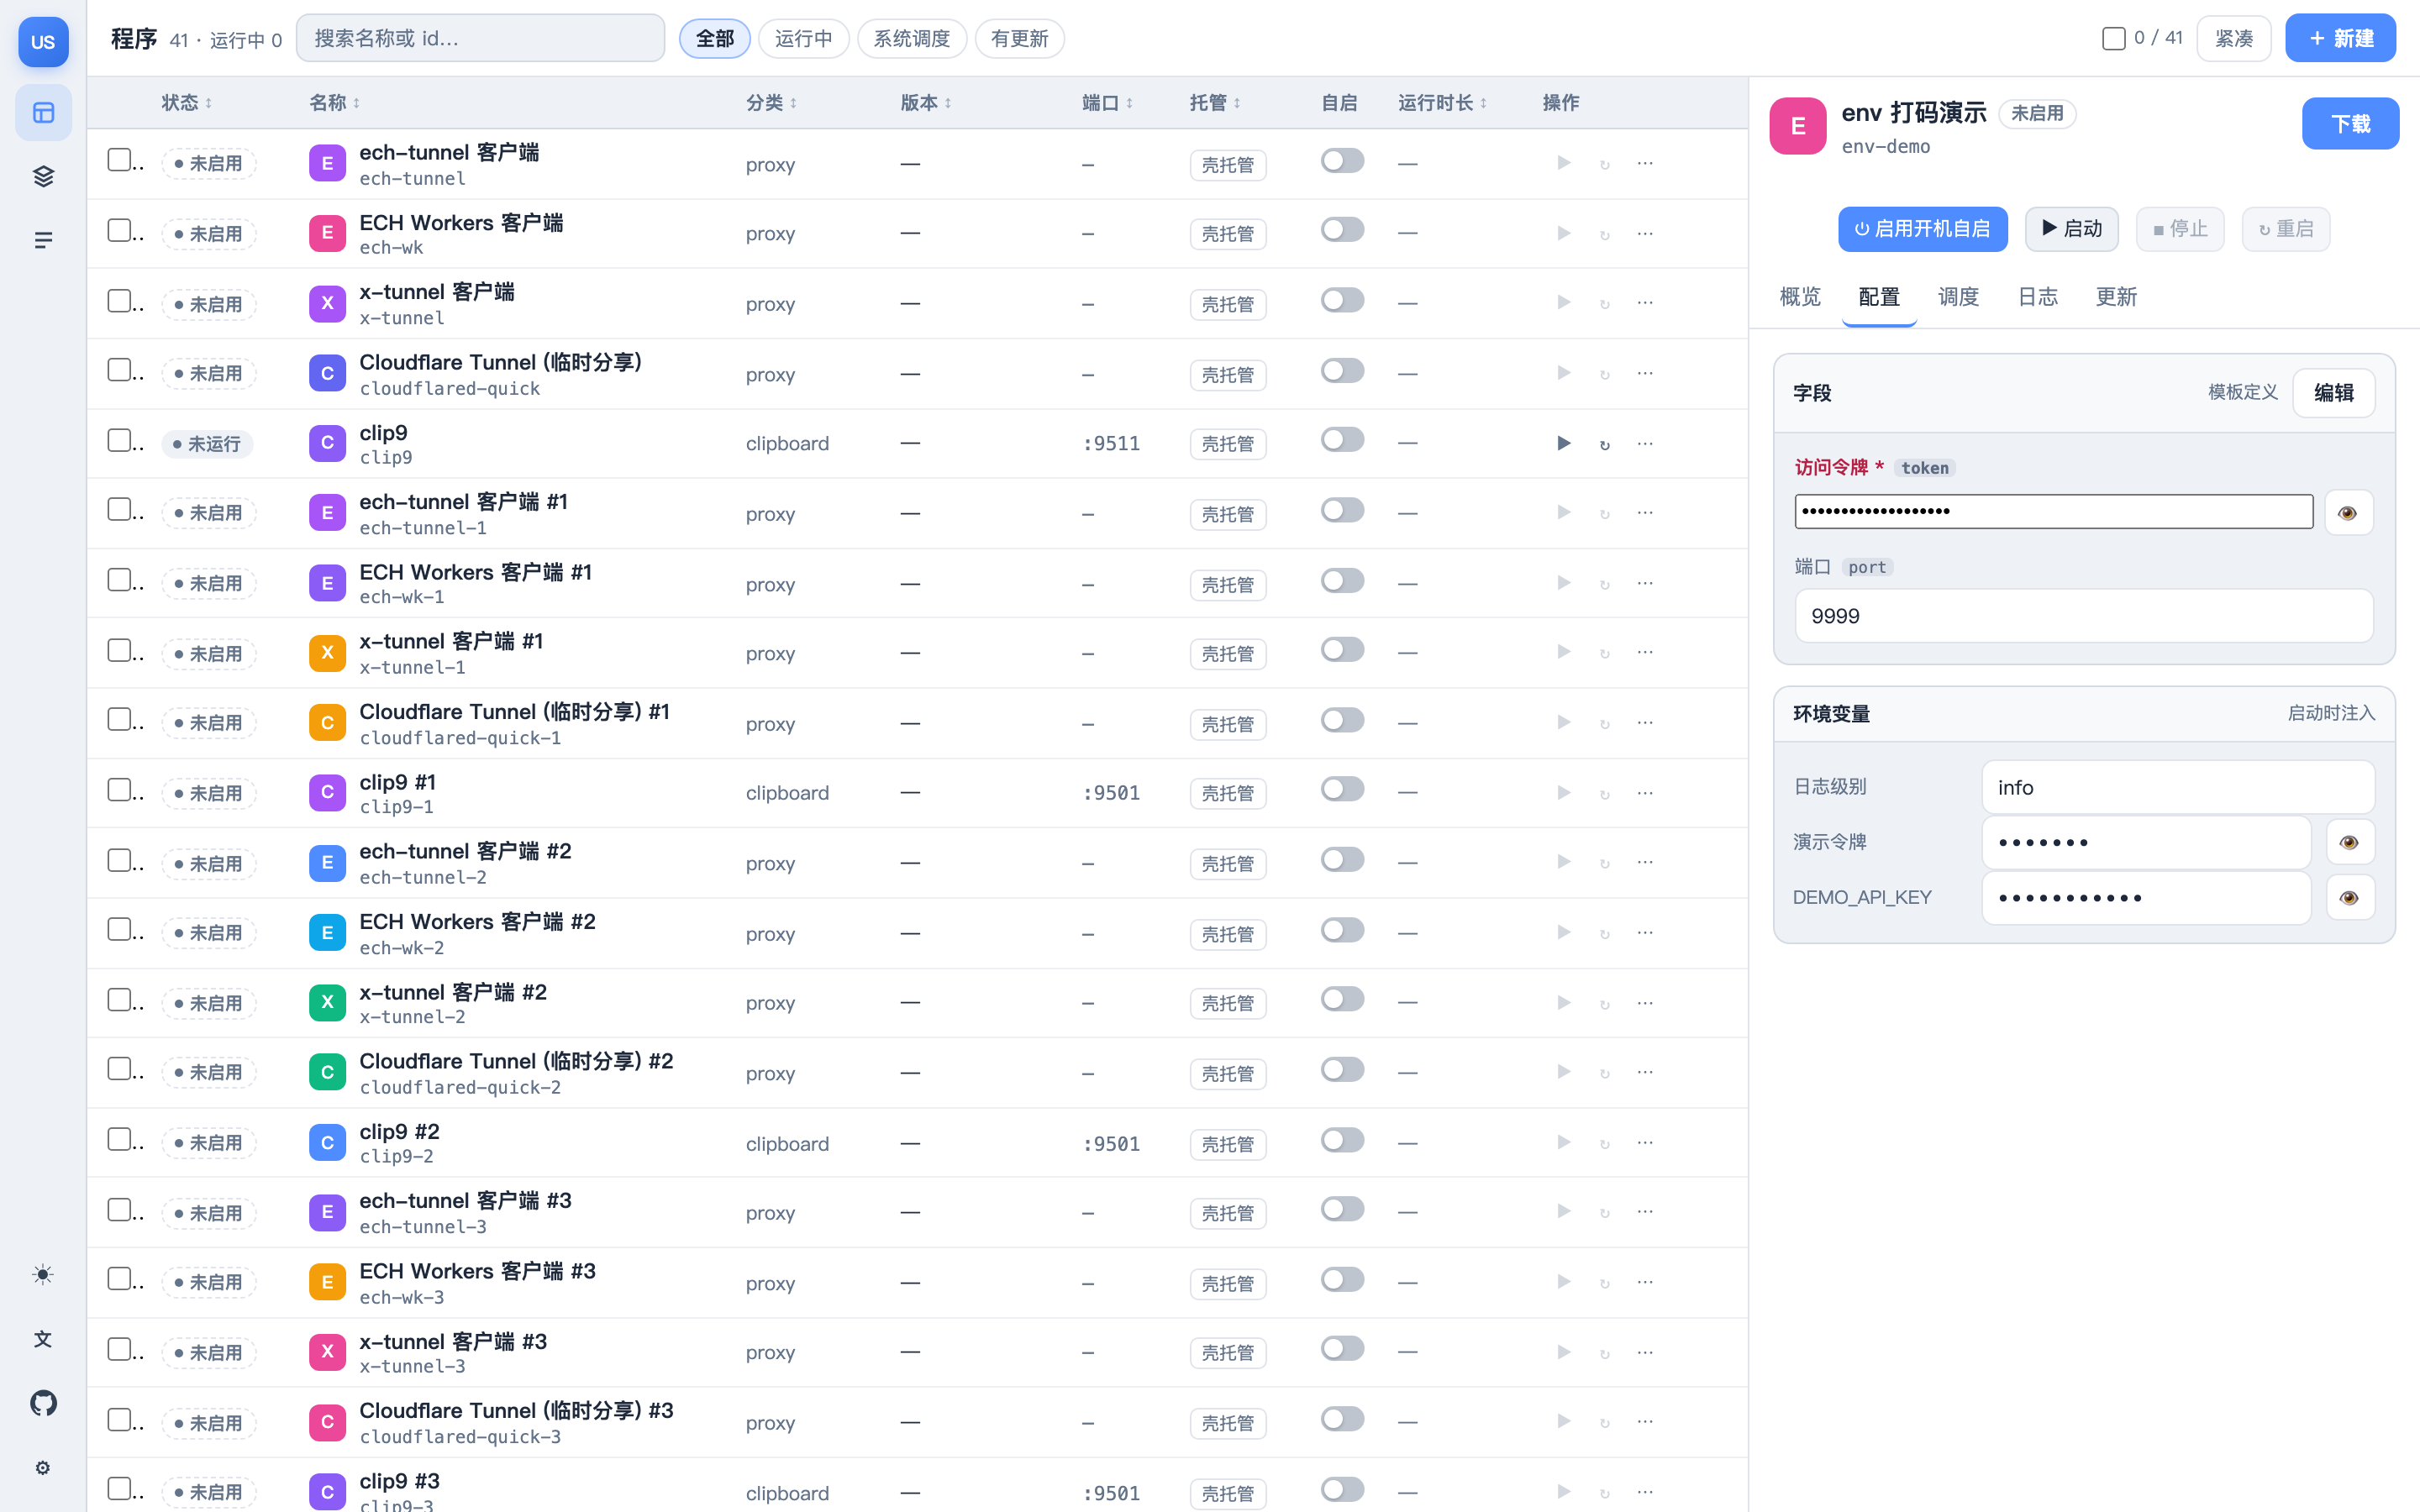 US
程序 41 · 运行中 0
搜索名称或 id...
全部 运行中 系统调度 有更新
0 / 41 紧凑 + 新建
状态 名称 分类 版本 端口 托管 自启 运行时长 操作
.. 未启用 E ech-tunnel 客户端 proxy — – 壳托管 — ...
ech-tunnel
.. 未启用 E ECH Workers 客户端 proxy — – 壳托管 — ...
ech-wk
.. 未启用 X x-tunnel 客户端 proxy — – 壳托管 — ...
x-tunnel
.. 未启用 C Cloudflare Tunnel (临时分享) proxy — – 壳托管 — ...
cloudflared-quick
.. 未运行 C clip9 clipboard — :9511 壳托管 — ...
clip9
.. 未启用 E ech-tunnel 客户端 #1 proxy — – 壳托管 — ...
ech-tunnel-1
.. 未启用 E ECH Workers 客户端 #1 proxy — – 壳托管 — ...
ech-wk-1
.. 未启用 X x-tunnel 客户端 #1 proxy — – 壳托管 — ...
x-tunnel-1
.. 未启用 C Cloudflare Tunnel (临时分享) #1 proxy — – 壳托管 — ...
cloudflared-quick-1
.. 未启用 C clip9 #1 clipboard — :9501 壳托管 — ...
clip9-1
.. 未启用 E ech-tunnel 客户端 #2 proxy — – 壳托管 — ...
ech-tunnel-2
.. 未启用 E ECH Workers 客户端 #2 proxy — – 壳托管 — ...
ech-wk-2
.. 未启用 X x-tunnel 客户端 #2 proxy — – 壳托管 — ...
x-tunnel-2
.. 未启用 C Cloudflare Tunnel (临时分享) #2 proxy — – 壳托管 — ...
cloudflared-quick-2
.. 未启用 C clip9 #2 clipboard — :9501 壳托管 — ...
clip9-2
.. 未启用 E ech-tunnel 客户端 #3 proxy — – 壳托管 — ...
ech-tunnel-3
.. 未启用 E ECH Workers 客户端 #3 proxy — – 壳托管 — ...
ech-wk-3
.. 未启用 X x-tunnel 客户端 #3 proxy — – 壳托管 — ...
x-tunnel-3
.. 未启用 C Cloudflare Tunnel (临时分享) #3 proxy — – 壳托管 — ...
cloudflared-quick-3
.. 未启用 C clip9 #3 clipboard — :9501 壳托管 — ...
clip9-3
文
E env 打码演示 未启用 下载
env-demo
启用开机自启 启动 停止 重启
概览 配置 调度 日志 更新
字段 模板定义 编辑
访问令牌 * token
•••••••••••••••••••
端口 port
9999
环境变量 启动时注入
日志级别 info
演示令牌 •••••••
DEMO_API_KEY •••••••••••